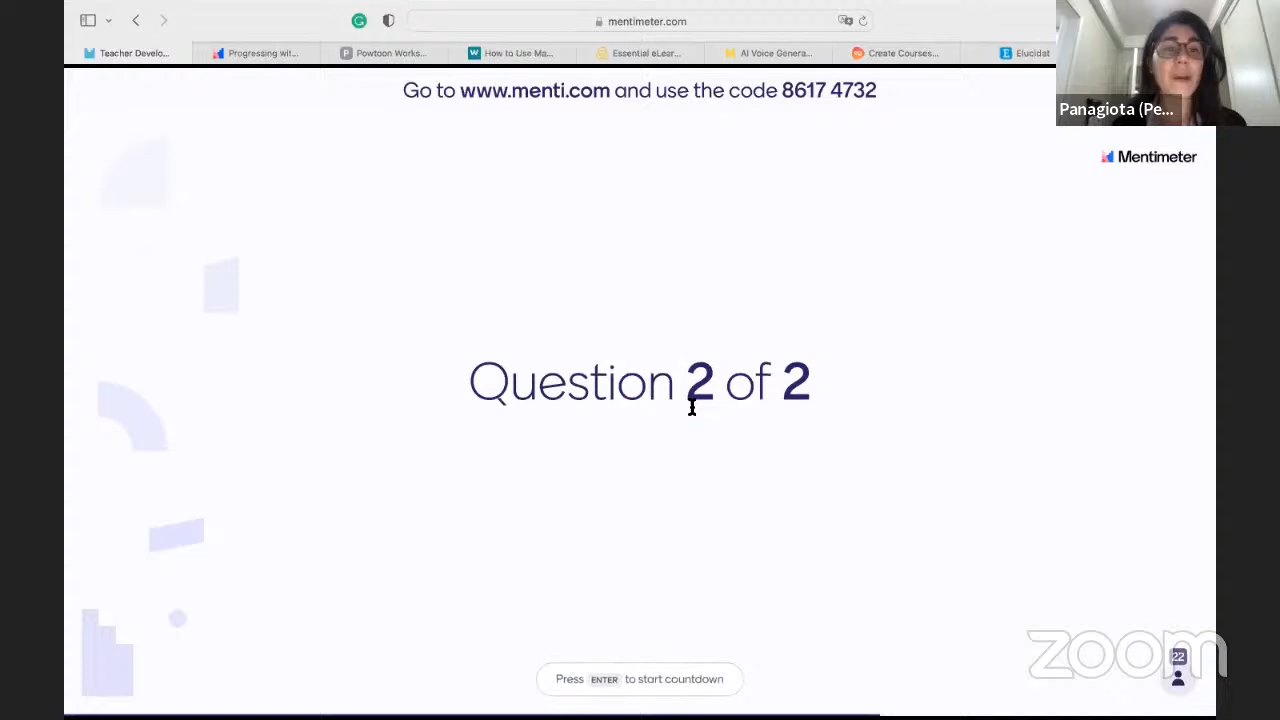 mentimeter.com
Teacher Develo...
Progressing wit...
Powtoon Works...
How to Use Ma...
Essential eLear...
AI Voice Genera...
Create Courses...
Elucidat
Go to www.menti.com and use the code 8617 4732
Panagiota (Pe...
Mentimeter
Question 2 of 2
Press ENTER to start countdown
zoom
22